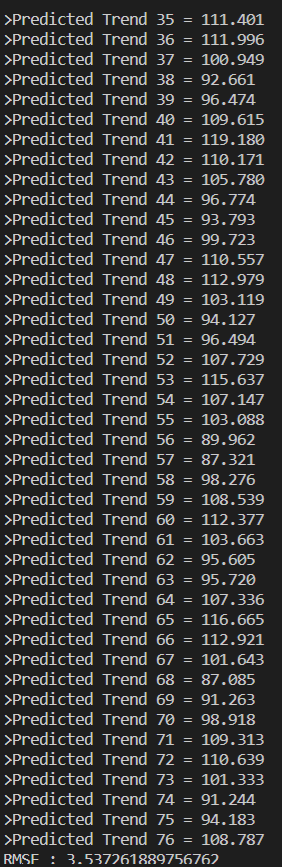 >Predicted Trend 35 = 111.401
>Predicted Trend 36 = 111.996
>Predicted Trend 37 = 100.949
>Predicted Trend 38 = 92.661
>Predicted Trend 39 = 96.474
>Predicted Trend 40 = 109.615
>Predicted Trend 41 = 119.180
>Predicted Trend 42 = 110.171
>Predicted Trend 43 = 105.780
>Predicted Trend 44 = 96.774
>Predicted Trend 45 = 93.793
>Predicted Trend 46 = 99.723
>Predicted Trend 47 = 110.557
>Predicted Trend 48 = 112.979
>Predicted Trend 49 = 103.119
>Predicted Trend 50 = 94.127
>Predicted Trend 51 = 96.494
>Predicted Trend 52 = 107.729
>Predicted Trend 53 = 115.637
>Predicted Trend 54 = 107.147
>Predicted Trend 55 = 103.088
>Predicted Trend 56 = 89.962
>Predicted Trend 57 = 87.321
>Predicted Trend 58 = 98.276
>Predicted Trend 59 = 108.539
>Predicted Trend 60 = 112.377
>Predicted Trend 61 = 103.663
>Predicted Trend 62 = 95.605
>Predicted Trend 63 = 95.720
>Predicted Trend 64 = 107.336
>Predicted Trend 65 = 116.665
>Predicted Trend 66 = 112.921
>Predicted Trend 67 = 101.643
>Predicted Trend 68 = 87.085
>Predicted Trend 69 = 91.263
>Predicted Trend 70 = 98.918
>Predicted Trend 71 = 109.313
>Predicted Trend 72 = 110.639
>Predicted Trend 73 = 101.333
>Predicted Trend 74 = 91.244
>Predicted Trend 75 = 94.183
>Predicted Trend 76 = 108.787
RMSE : 3.537261889756762